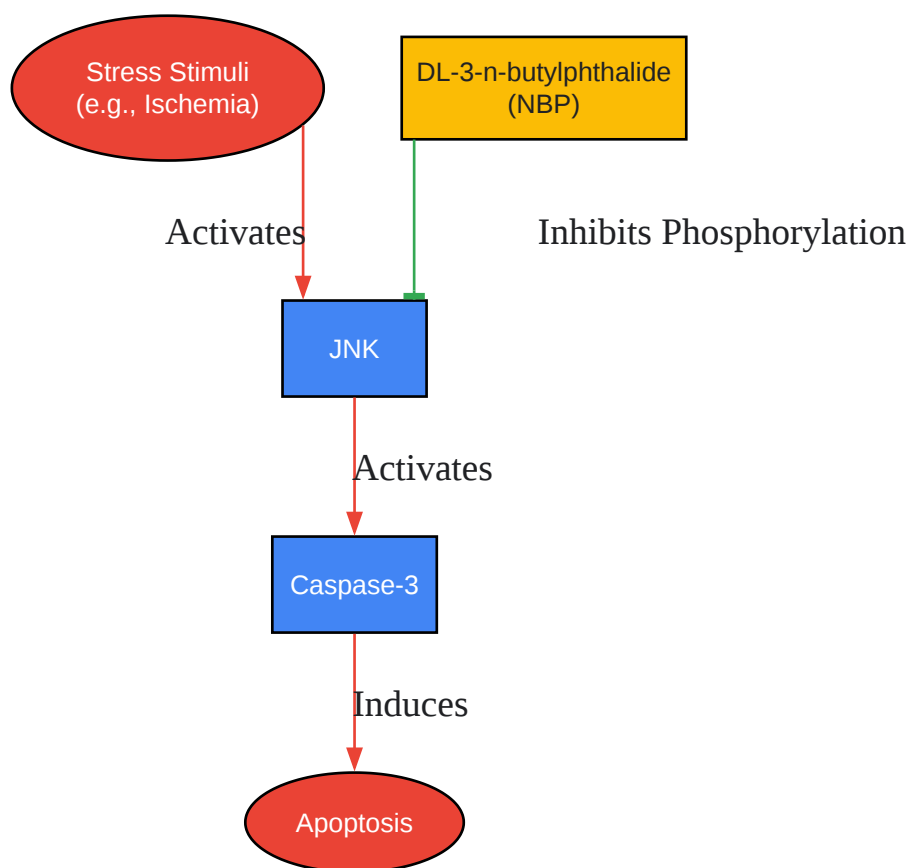 Stress Stimuli
(e.g., Ischemia)
DL-3-n-butylphthalide
(NBP)
Activates
Inhibits Phosphorylation
JNK
Activates
Caspase-3
Induces
Apoptosis